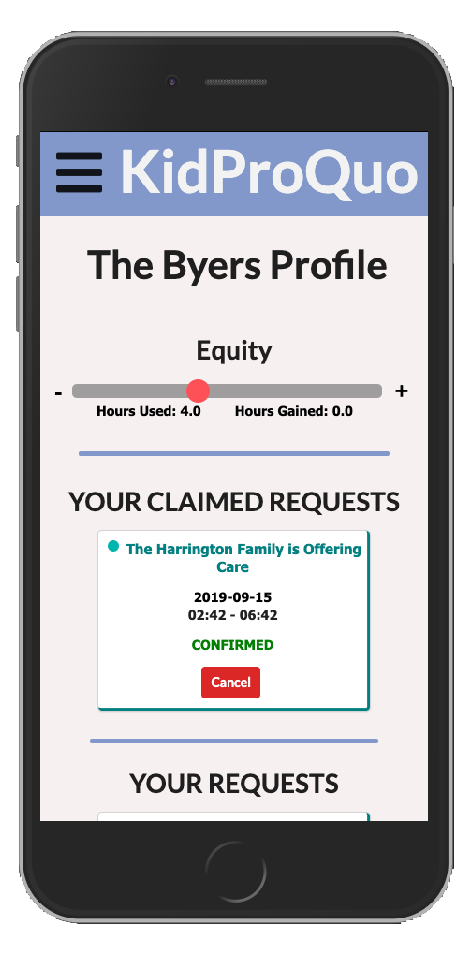 KidProQuo
The Byers Profile
Equity
- +
Hours Used: 4.0 Hours Gained: 0.0
YOUR CLAIMED REQUESTS
The Harrington Family is Offering
Care
2019-09-15
02:42 - 06:42
CONFIRMED
Cancel
YOUR REQUESTS